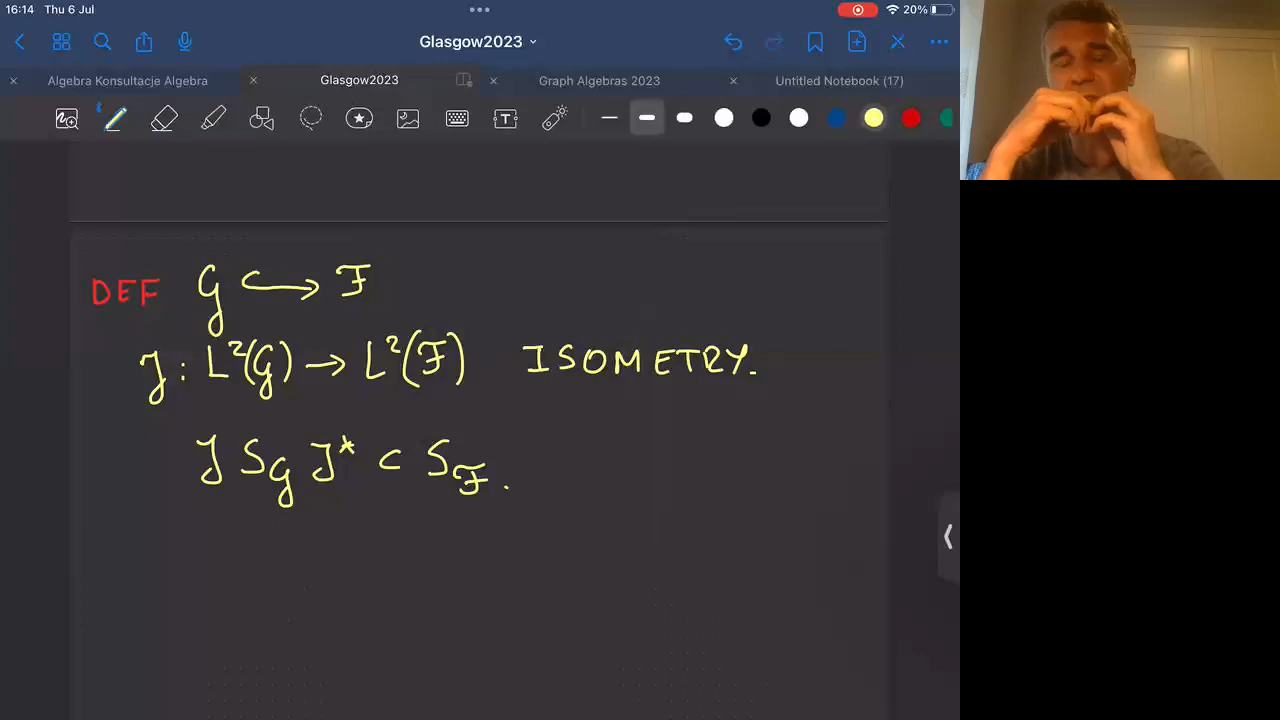 16:14 Thu 6 Jul 20%
Glasgow2023
Algebra Konsultacje Algebra Glasgow2023 Graph Algebras 2023 Untitled Notebook (17)
T
DEF G ↪ F
J : L²(G) → L²(F) ISOMETRY.
J S_G J* ⊂ S_F.